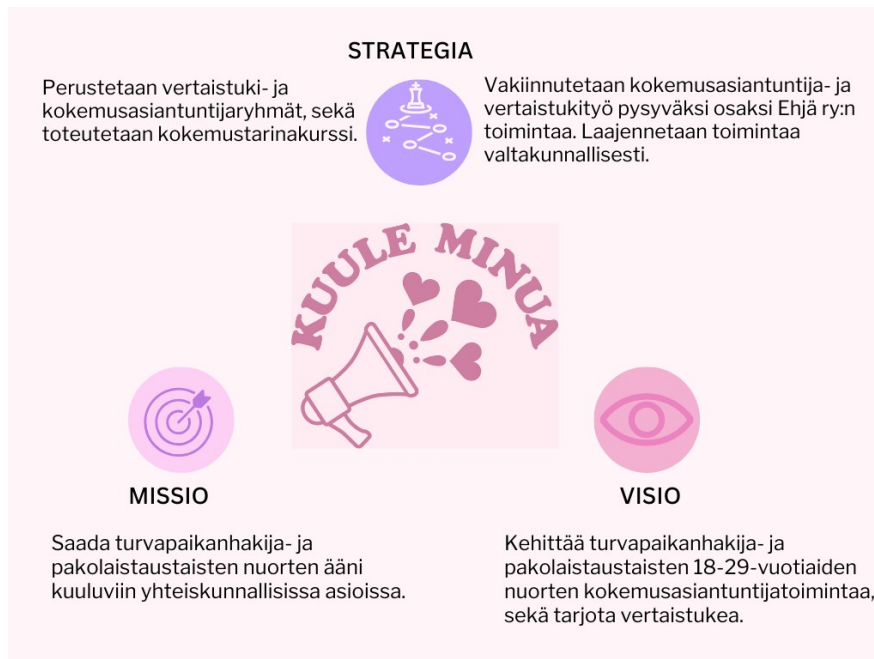 STRATEGIA
Perustetaan vertaistuki- ja
kokemusasiantuntijaryhmät, sekä
toteutetaan kokemustarinakurssi.
Vakiinnutetaan kokemusasiantuntija- ja
vertaistukityö pysyväksi osaksi Ehjä ry:n
toimintaa. Laajennetaan toimintaa
valtakunnallisesti.
KUULE MINUA
MISSIO
Saada turvapaikanhakija- ja
pakolaistaustaisten nuorten ääni
kuuluviin yhteiskunnallisissa asioissa.
VISIO
Kehittää turvapaikanhakija- ja
pakolaistaustaisten 18-29-vuotiaiden
nuorten kokemusasiantuntijatoimintaa,
sekä tarjota vertaistukea.